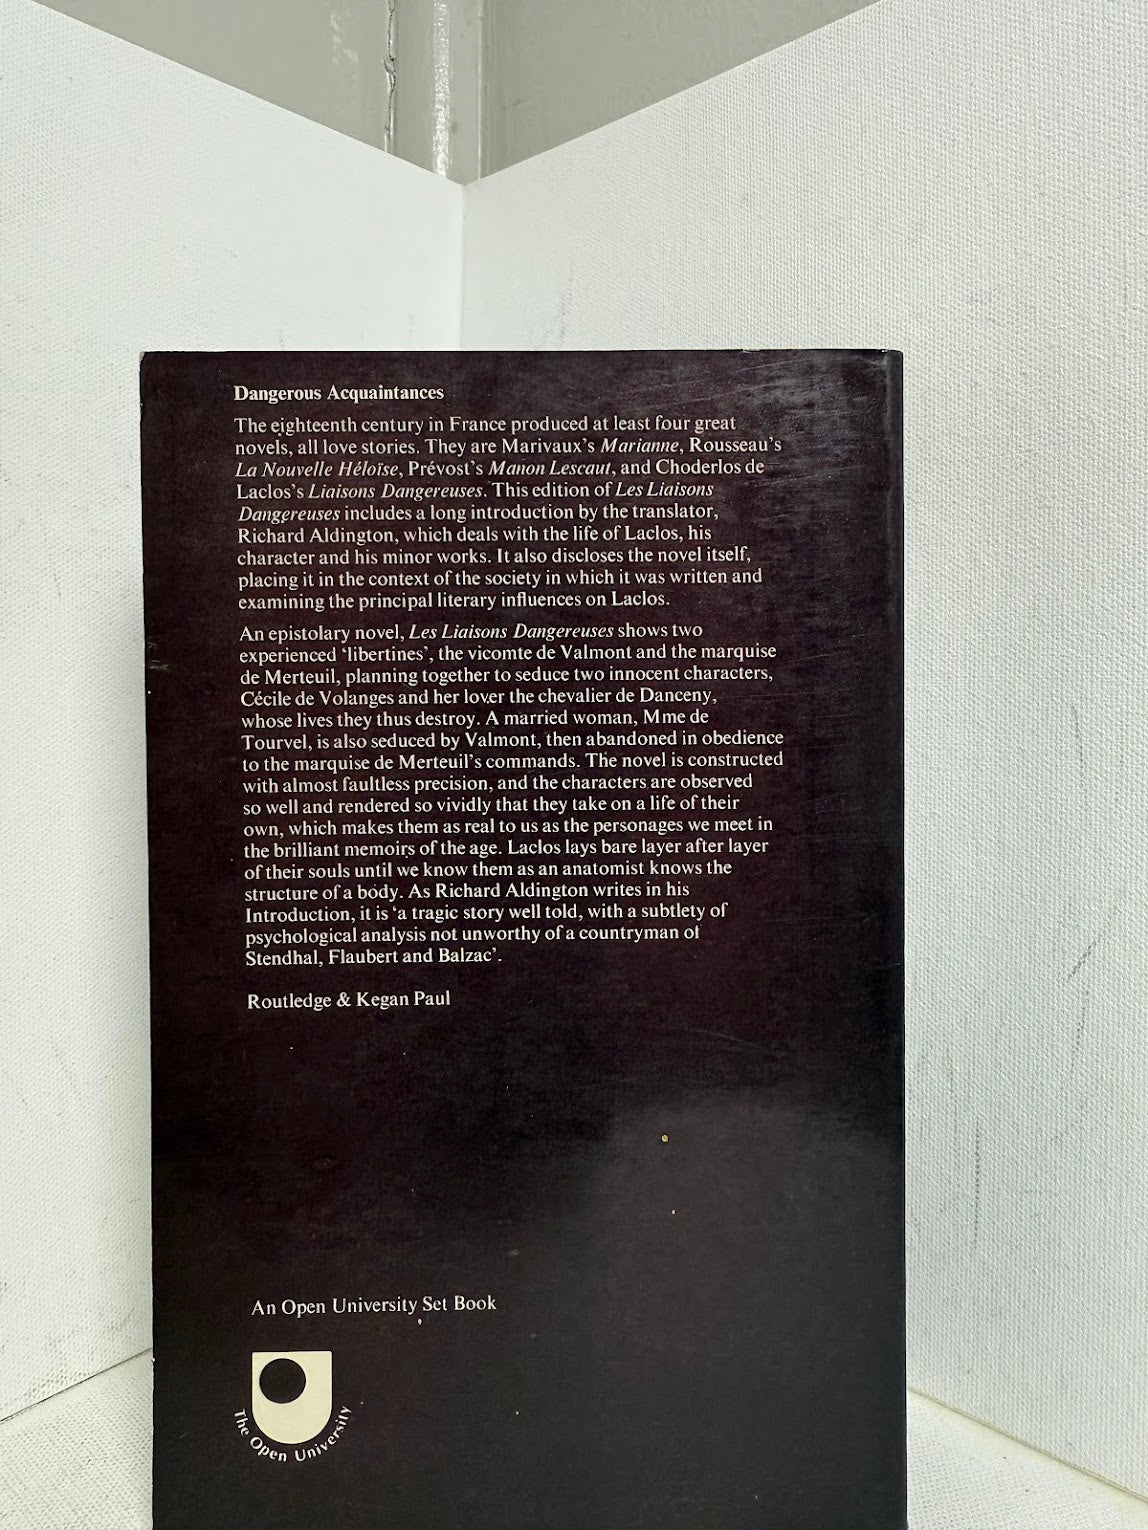 Dangerous Acquaintances
The eighteenth century in France produced at least four great
novels, all love stories. They are Marivaux's Marianne, Rousseau's
La Nouvelle Héloïse, Prévost's Manon Lescaut, and Choderlos de
Laclos's Liaisons Dangereuses. This edition of Les Liaisons
Dangereuses includes a long introduction by the translator,
Richard Aldington, which deals with the life of Laclos, his
character and his minor works. It also discloses the novel itself,
placing it in the context of the society in which it was written and
examining the principal literary influences on Laclos.
An epistolary novel, Les Liaisons Dangereuses shows two
experienced 'libertines', the vicomte de Valmont and the marquise
de Merteuil, planning together to seduce two innocent characters,
Cécile de Volanges and her lover the chevalier de Danceny,
whose lives they thus destroy. A married woman, Mme de
Tourvel, is also seduced by Valmont, then abandoned in obedience
to the marquise de Merteuil's commands. The novel is constructed
with almost faultless precision, and the characters are observed
so well and rendered so vividly that they take on a life of their
own, which makes them as real to us as the personages we meet in
the brilliant memoirs of the age. Laclos lays bare layer after layer
of their souls until we know them as an anatomist knows the
structure of a body. As Richard Aldington writes in his
Introduction, it is 'a tragic story well told, with a subtlety of
psychological analysis not unworthy of a countryman of
Stendhal, Flaubert and Balzac'.
Routledge & Kegan Paul
An Open University Set Book
The Open University